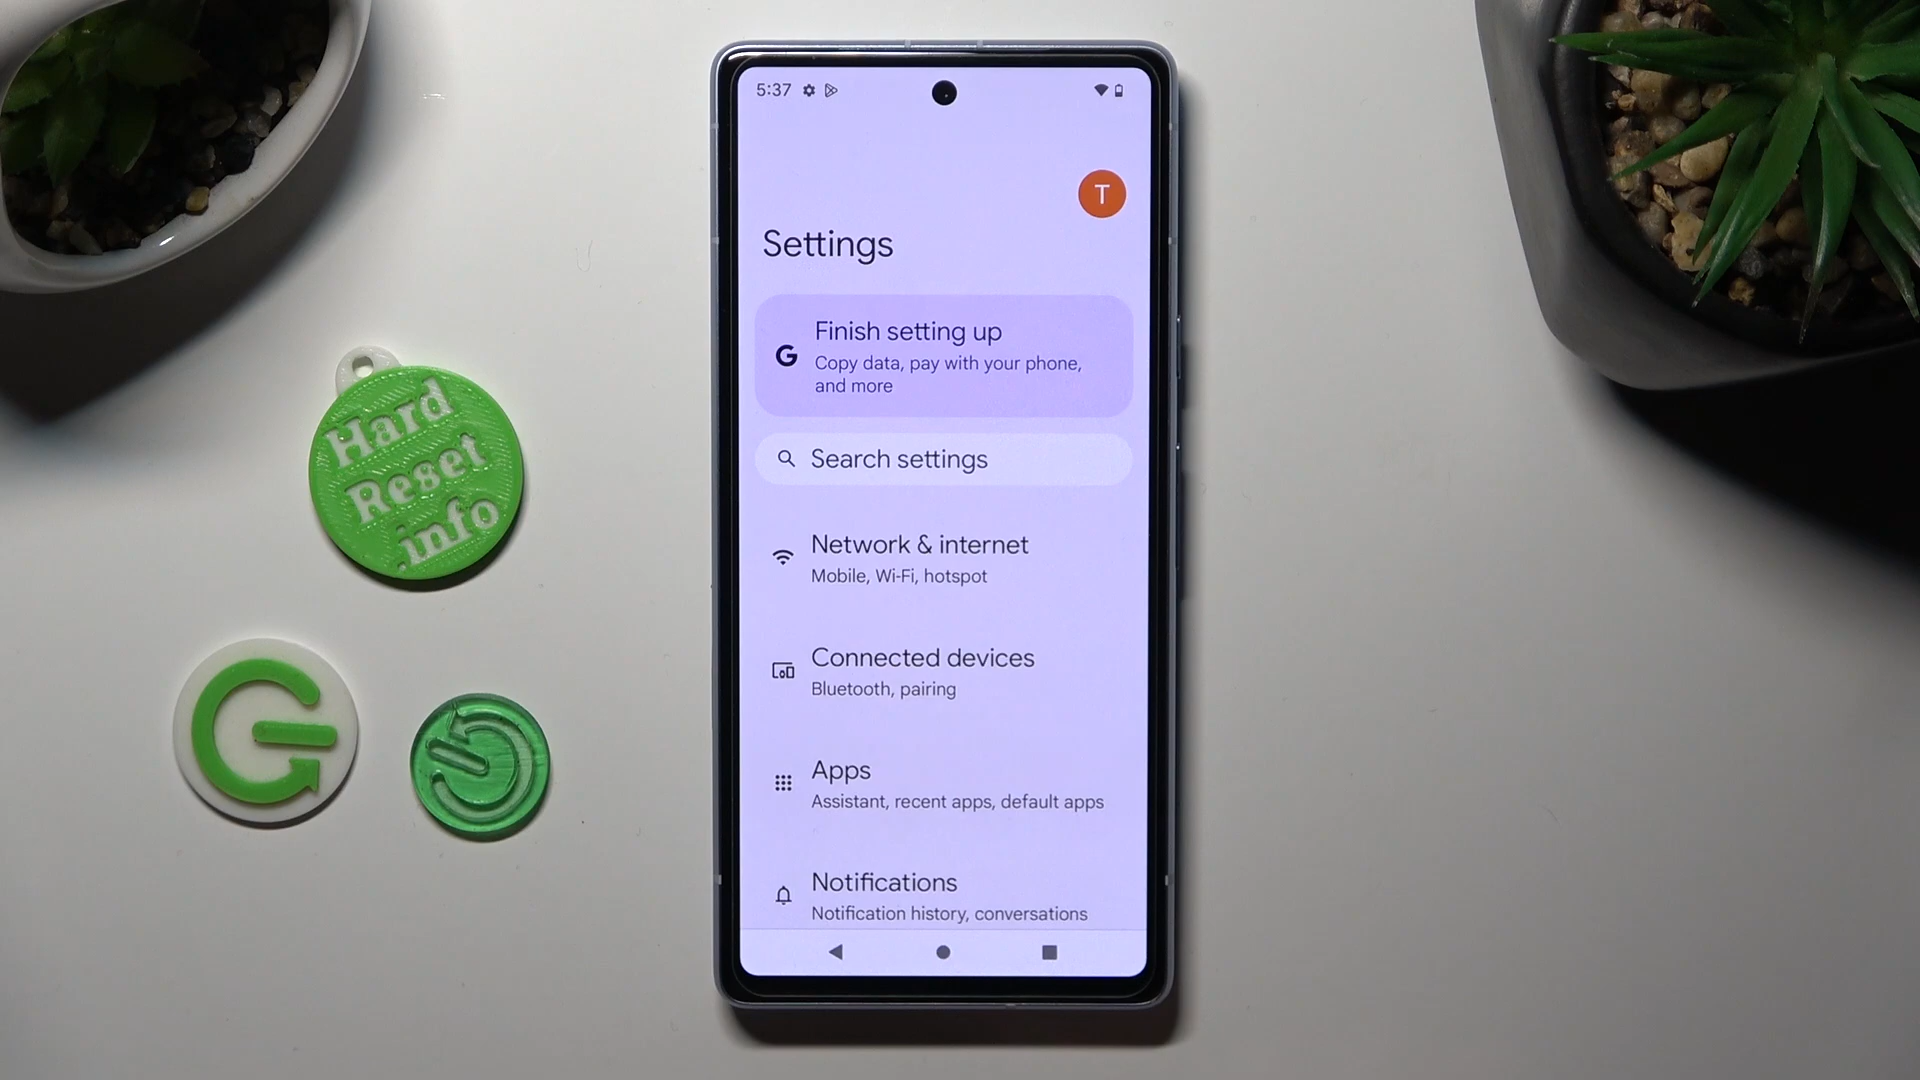 Hard
Reset
.info
5:37
T
Settings
G
Finish setting up
Copy data, pay with your phone,
and more
Search settings
Network & internet
Mobile, Wi-Fi, hotspot
Connected devices
Bluetooth, pairing
Apps
Assistant, recent apps, default apps
Notifications
Notification history, conversations